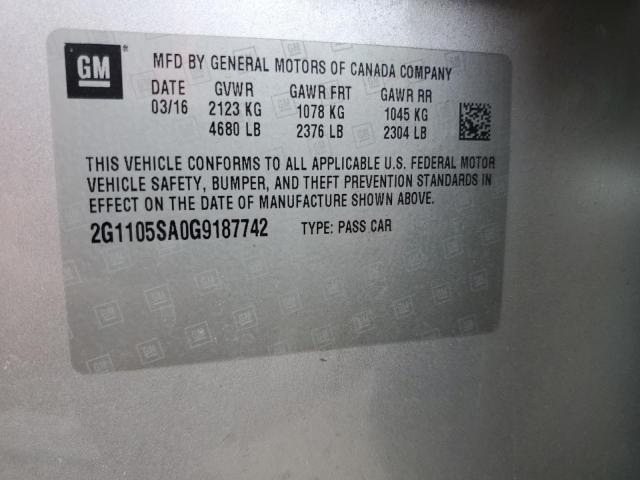 GM
MFD BY GENERAL MOTORS OF CANADA COMPANY
DATE GVWR GAWR FRT GAWR RR
03/16 2123 KG 1078 KG 1045 KG
4680 LB 2376 LB 2304 LB
THIS VEHICLE CONFORMS TO ALL APPLICABLE U.S. FEDERAL MOTOR
VEHICLE SAFETY, BUMPER, AND THEFT PREVENTION STANDARDS IN
EFFECT ON THE DATE OF MANUFACTURE SHOWN ABOVE.
2G1105SA0G9187742 TYPE: PASS CAR